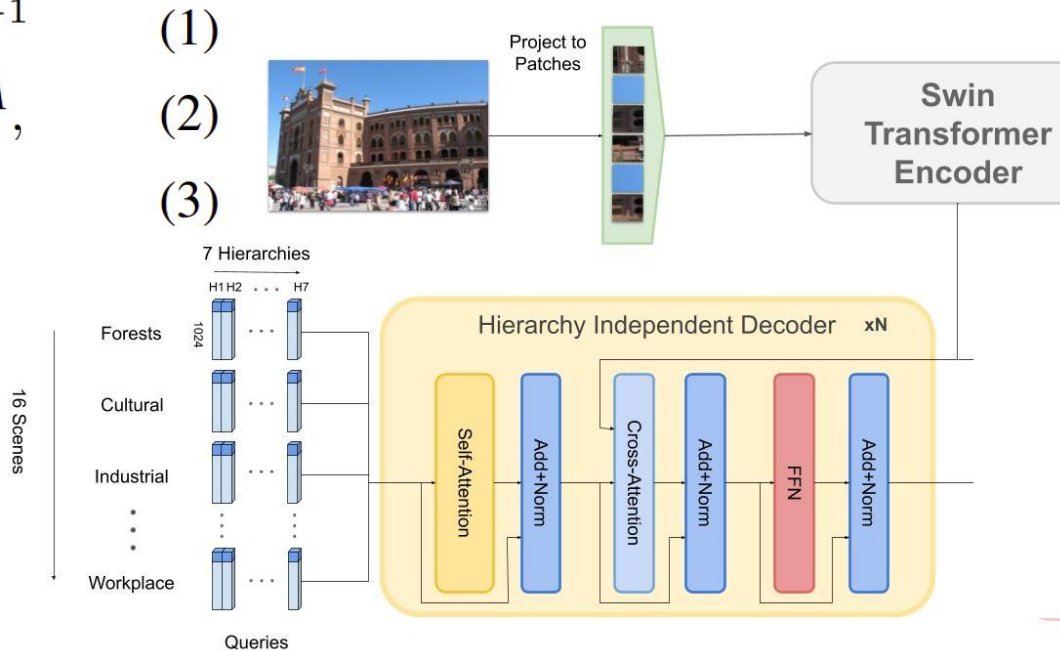 -1
(1)
(2)
,
(3)
Project to
Patches
Swin
Transformer
Encoder
7 Hierarchies
H1 H2 ... H7
1024
16 Scenes
Forests
Cultural
Industrial
Workplace
Queries
Hierarchy Independent Decoder xN
Self-Attention
Add+Norm
Cross-Attention
Add+Norm
FFN
Add+Norm